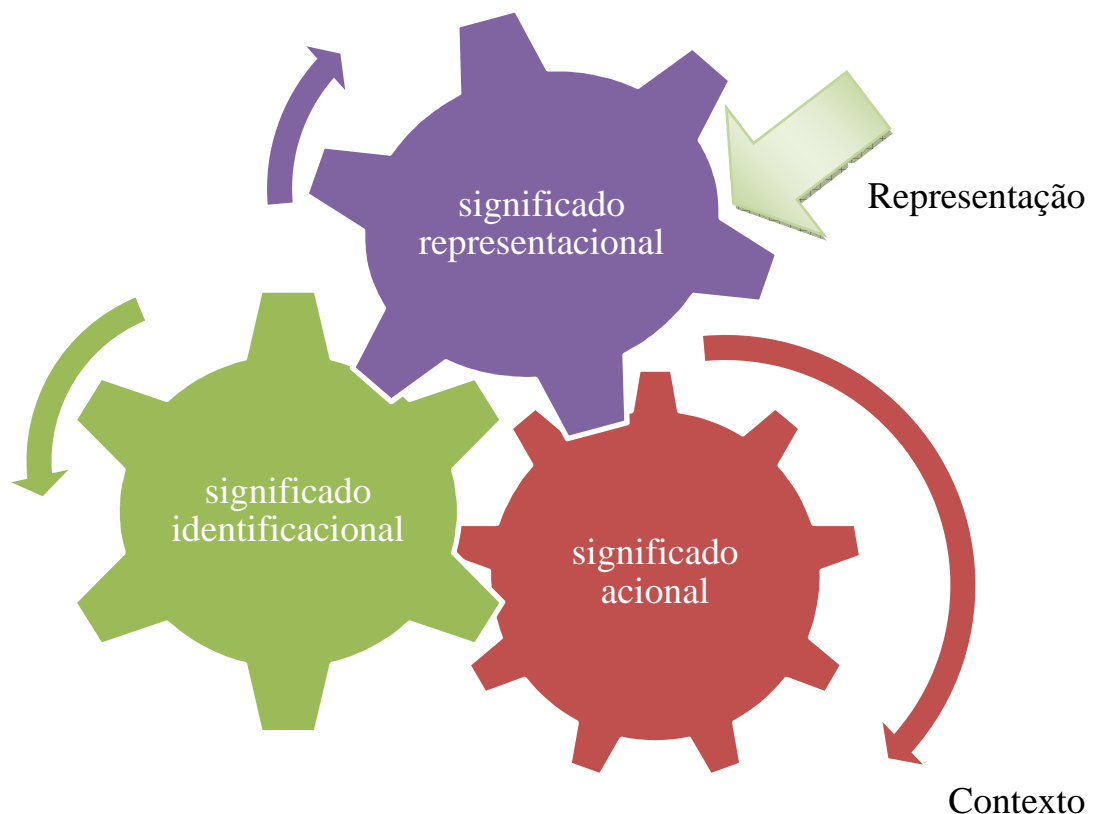 significado
representacional
Representação
significado
identificacional
significado
acional
Contexto